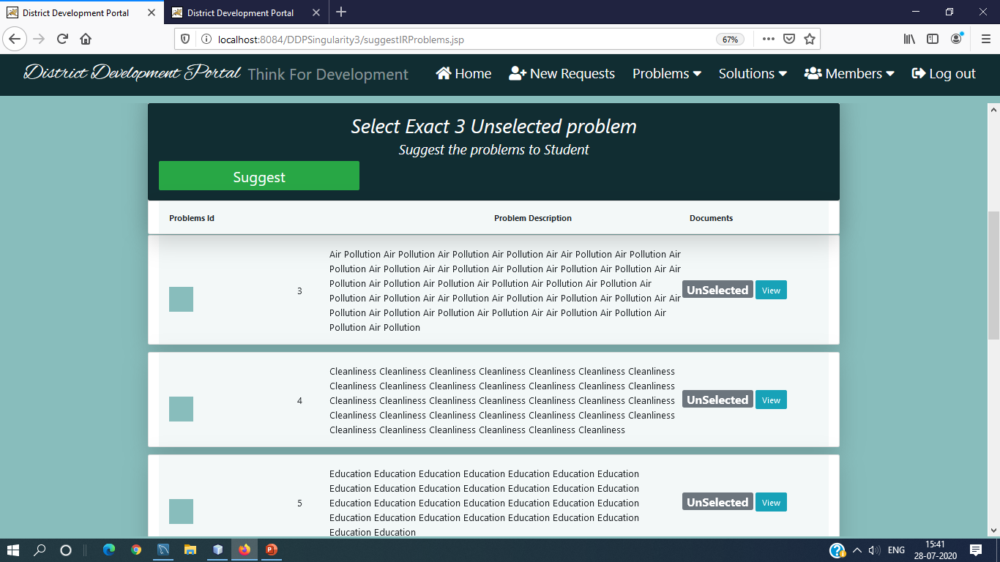 District Development Portal
District Development Portal
localhost:8084/DDPSingularity3/suggestIRProblems.jsp
67%
District Development Portal Think For Development Home New Requests Problems Solutions Members Log out
Select Exact 3 Unselected problem
Suggest the problems to Student
Suggest
Problems Id Problem Description Documents
Air Pollution Air Pollution Air Pollution Air Pollution Air Air Pollution Air Pollution Air
Pollution Air Pollution Air Air Pollution Air Pollution Air Pollution Air Pollution Air Air
Pollution Air Pollution Air Pollution Air Pollution Air Pollution Air Pollution Air
Pollution Air Pollution Air Air Pollution Air Pollution Air Pollution Air Pollution Air Air
Pollution Air Pollution Air Pollution Air Pollution Air Air Pollution Air Pollution Air
Pollution Air Pollution
3
UnSelected View
Cleanliness Cleanliness Cleanliness Cleanliness Cleanliness Cleanliness Cleanliness
Cleanliness Cleanliness Cleanliness Cleanliness Cleanliness Cleanliness Cleanliness
Cleanliness Cleanliness Cleanliness Cleanliness Cleanliness Cleanliness Cleanliness
Cleanliness Cleanliness Cleanliness Cleanliness Cleanliness Cleanliness Cleanliness
Cleanliness Cleanliness Cleanliness Cleanliness Cleanliness Cleanliness
4
UnSelected View
Education Education Education Education Education Education Education
Education Education Education Education Education Education Education
Education Education Education Education Education Education Education
Education Education Education Education Education Education Education
Education Education
5
UnSelected View
ENG
15:41
28-07-2020